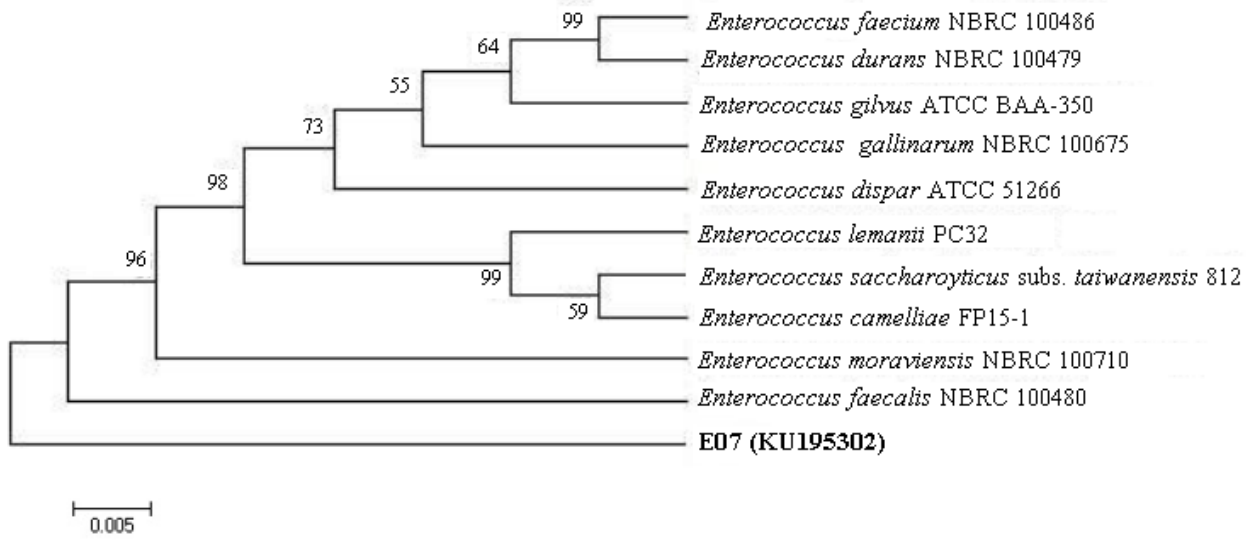 99
Enterococcus faecium NBRC 100486
64
Enterococcus durans NBRC 100479
55
Enterococcus gilvus ATCC BAA-350
73
Enterococcus gallinarum NBRC 100675
98
Enterococcus dispar ATCC 51266
Enterococcus lemanii PC32
96
99
Enterococcus saccharoyticus subs. taiwanensis 812
59
Enterococcus camelliae FP15-1
Enterococcus moraviensis NBRC 100710
Enterococcus faecalis NBRC 100480
E07 (KU195302)
0.005